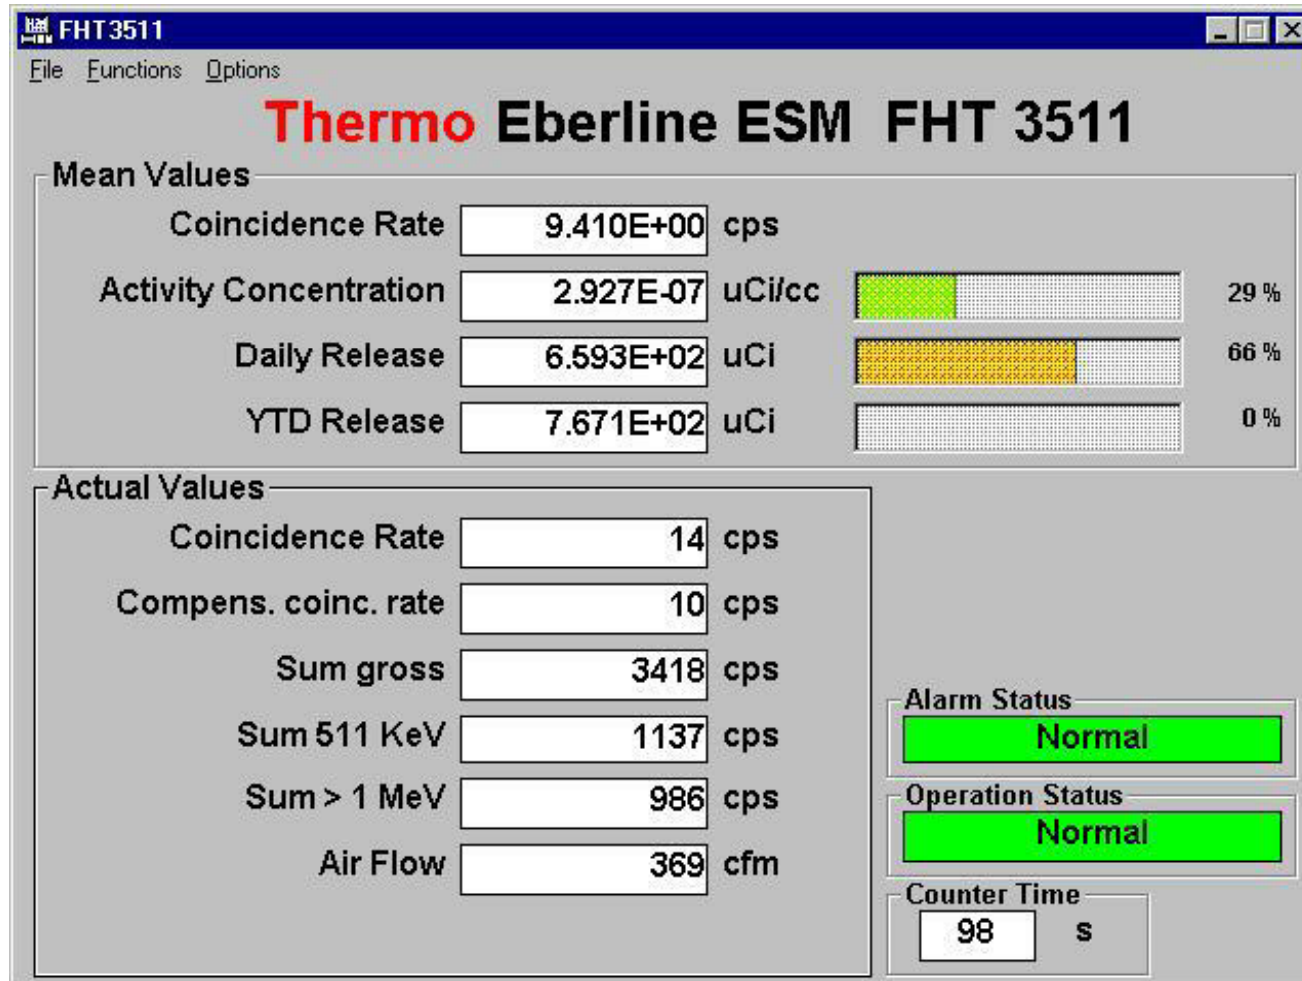 FHT3511
File Functions Options
Thermo Eberline ESM FHT 3511
Mean Values
Coincidence Rate 9.410E+00 cps
Activity Concentration 2.927E-07 uCi/cc 29 %
Daily Release 6.593E+02 uCi 66 %
YTD Release 7.671E+02 uCi 0 %
Actual Values
Coincidence Rate 14 cps
Compens. coinc. rate 10 cps
Sum gross 3418 cps
Sum 511 KeV 1137 cps
Sum > 1 MeV 986 cps
Air Flow 369 cfm
Alarm Status
Normal
Operation Status
Normal
Counter Time
98 s